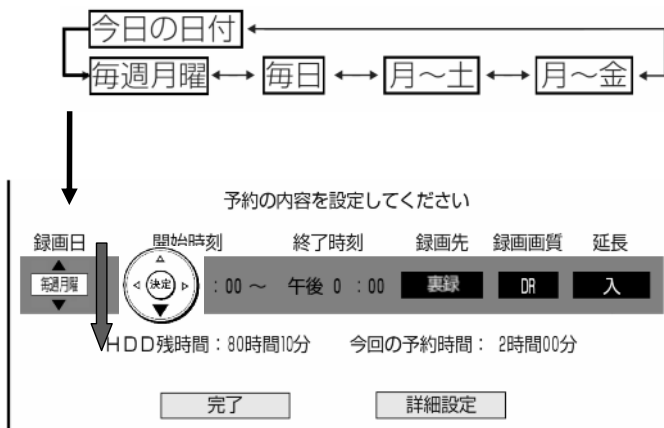 今日の日付
毎週月曜 毎日 月～土 月～金
予約の内容を設定してください
録画日 開始時刻 終了時刻 録画先 録画画質 延長
毎週月曜 決定 :00～ 午後 0 :00 裏録 DR 入
HDD残時間：80時間10分 今回の予約時間： 2時間00分
完了 詳細設定